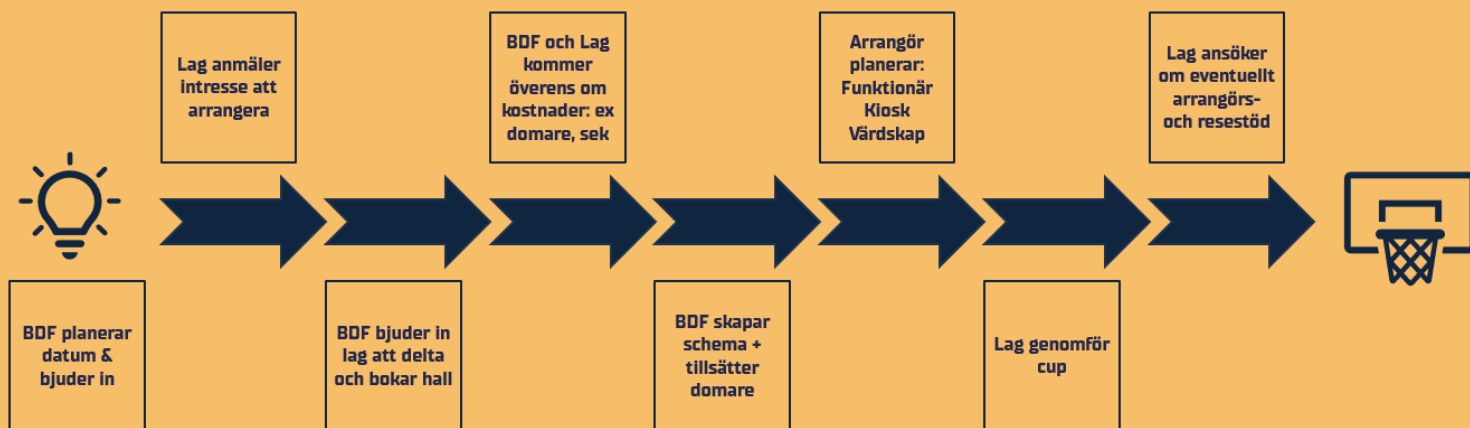 BDF planerar
datum &
bjuder in
Lag anmäler
intresse att
arrangera
BDF bjuder in
lag att delta
och bokar hall
BDF och Lag
kommer
överens om
kostnader: ex
domare, sek
BDF skapar
schema +
tillsätter
domare
Arrangör
planerar:
Funktionär
Kiosk
Värdskap
Lag genomför
cup
Lag ansöker
om eventuellt
arrangörs-
och resestöd